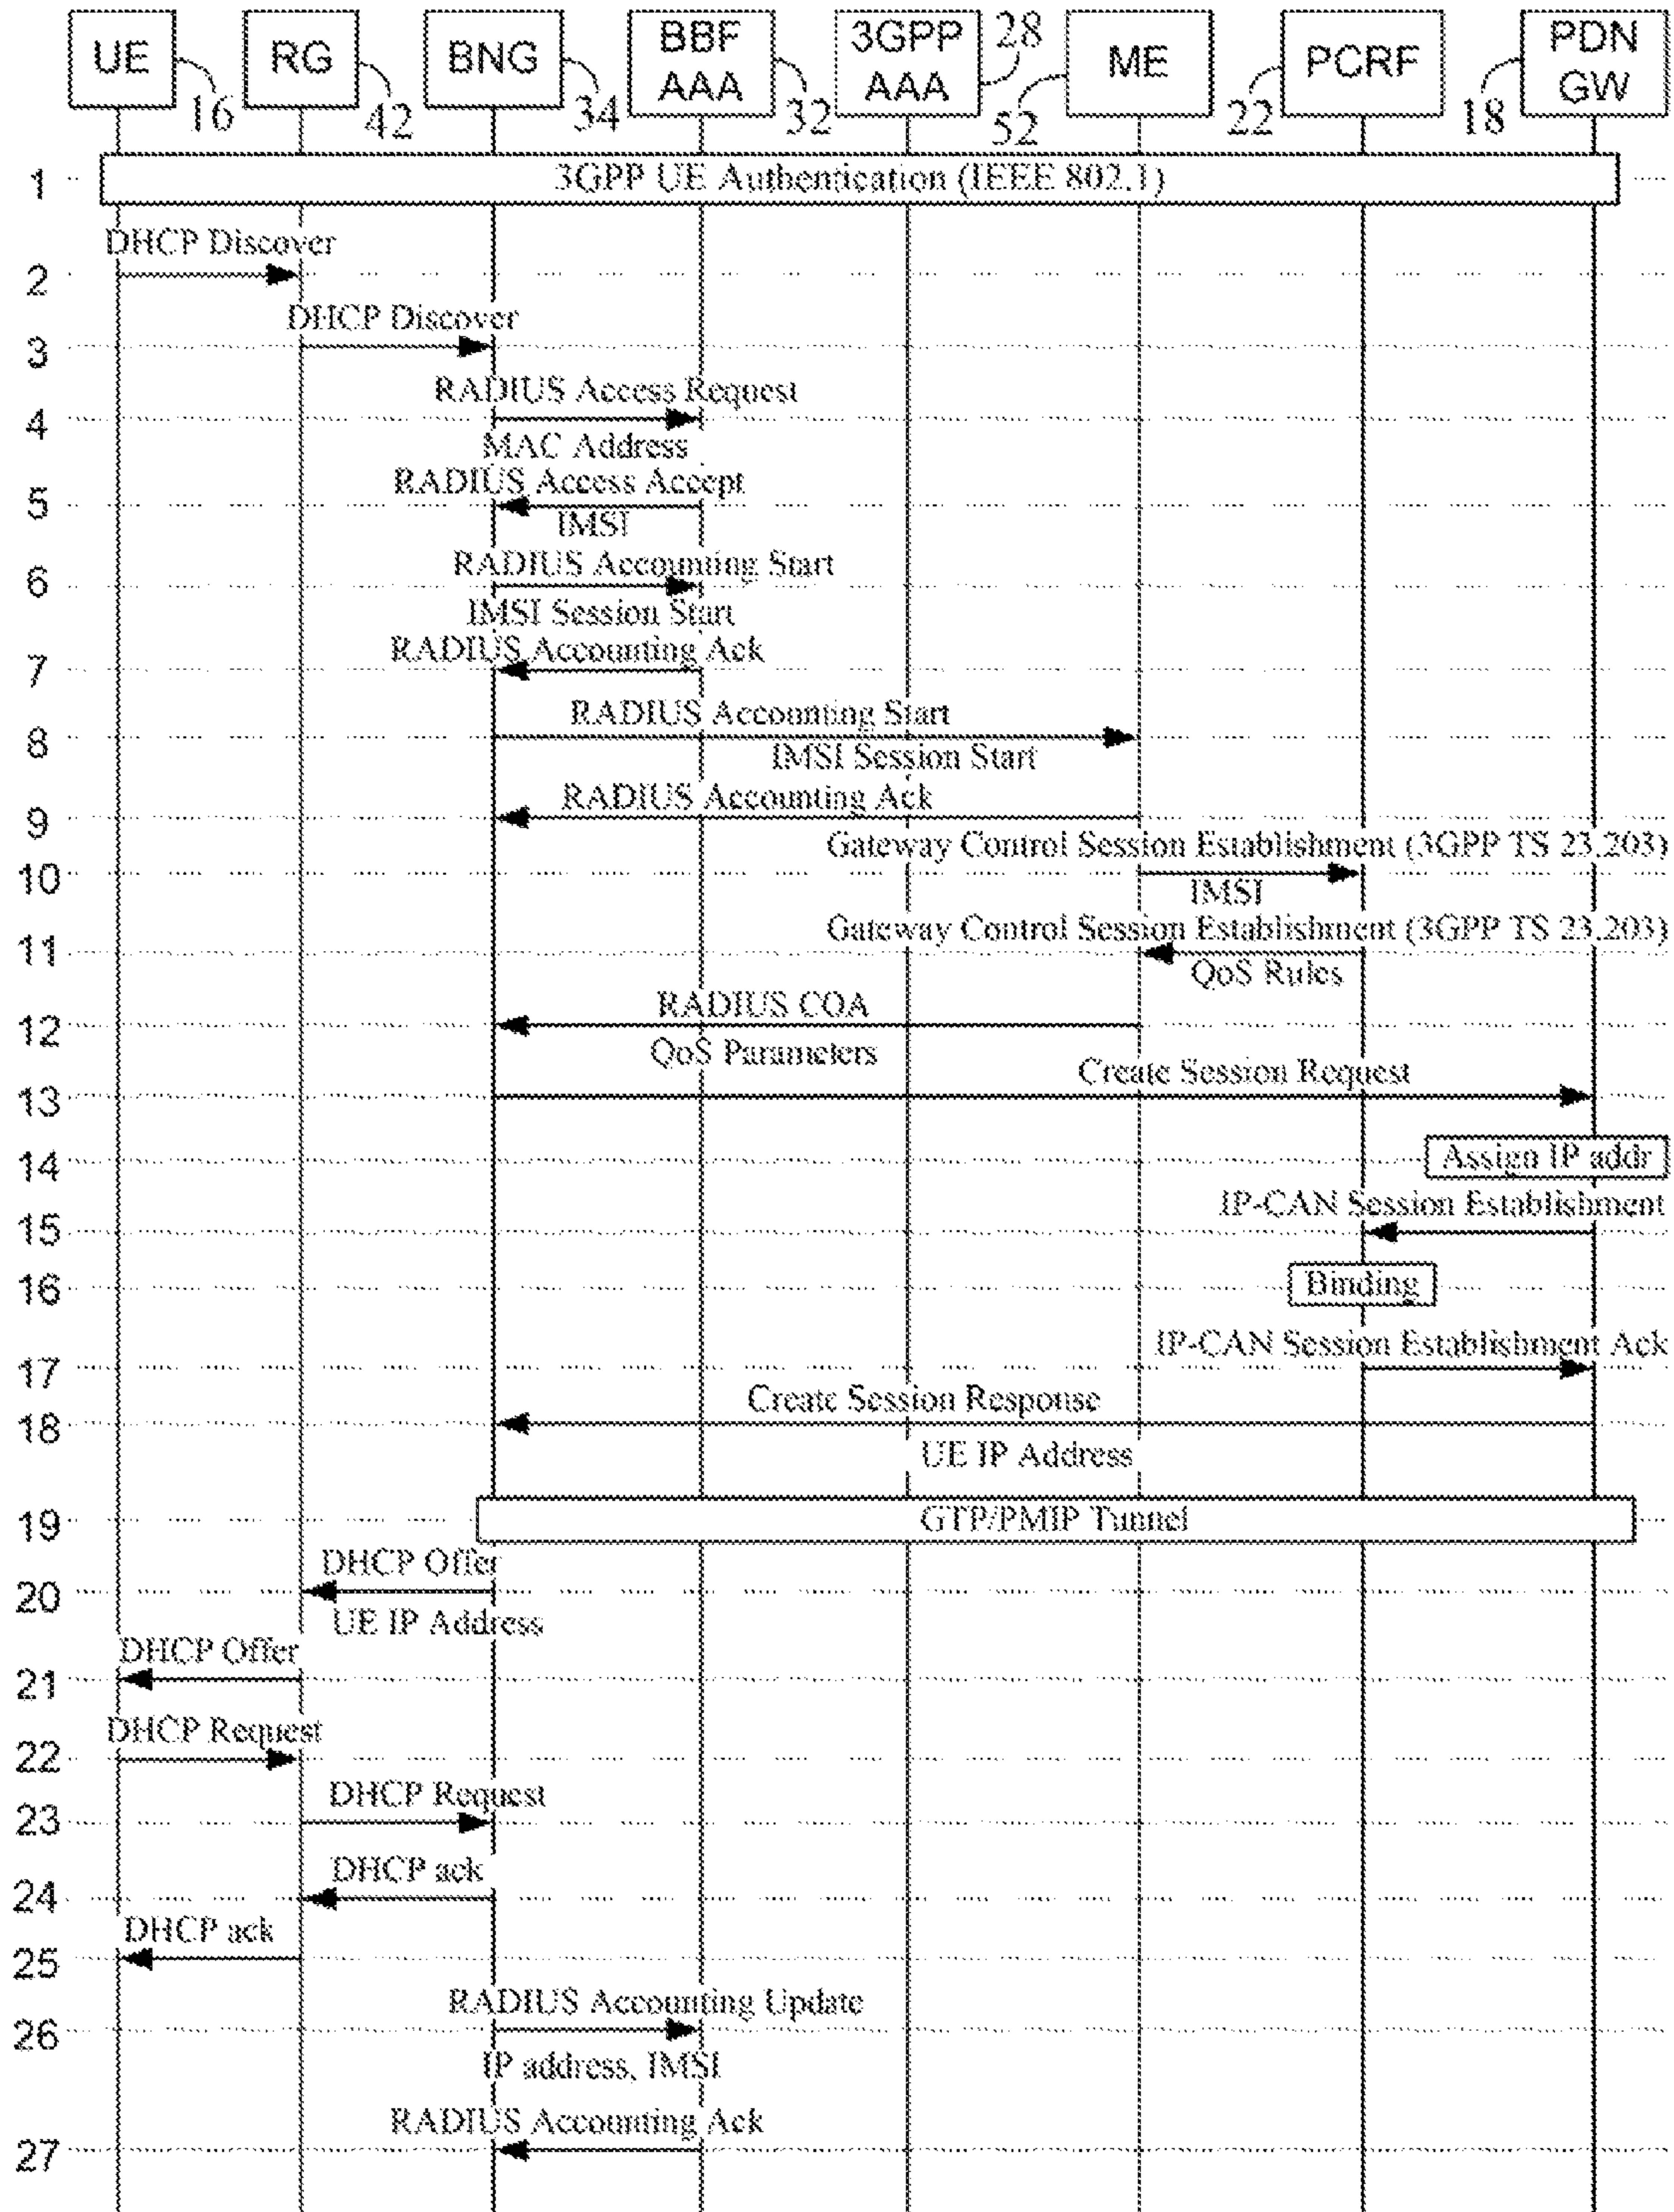 UE
RG
BNG
BBF
AAA
3GPP
AAA
ME
PCRF
PDN
GW
16
42
34
32
28
52
22
18
1
3GPP UE Authentication (IEEE 802.1)
DHCP Discover
2
DHCP Discover
3
RADIUS Access Request
4
MAC Address
RADIUS Access Accept
5
IMSI
RADIUS Accounting Start
6
IMSI Session Start
RADIUS Accounting Ack
7
RADIUS Accounting Start
8
IMSI Session Start
RADIUS Accounting Ack
9
Gateway Control Session Establishment (3GPP TS 23.203)
10
IMSI
Gateway Control Session Establishment (3GPP TS 23.203)
11
QoS Rules
RADIUS COA
12
QoS Parameters
Create Session Request
13
14
Assign IP addr
IP-CAN Session Establishment
15
16
Binding
IP-CAN Session Establishment Ack
17
Create Session Response
18
UE IP Address
19
GTP/PMIP Tunnel
DHCP Offer
20
UE IP Address
DHCP Offer
21
DHCP Request
22
DHCP Request
23
DHCP ack
24
DHCP ack
25
RADIUS Accounting Update
26
IP address, IMSI
RADIUS Accounting Ack
27